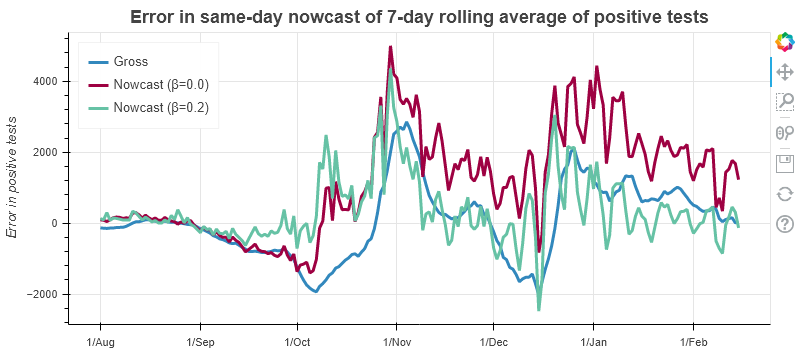 Error in same-day nowcast of 7-day rolling average of positive tests
Gross
Nowcast (β=0.0)
Nowcast (β=0.2)
Error in positive tests
4000
2000
0
−2000
1/Aug
1/Sep
1/Oct
1/Nov
1/Dec
1/Jan
1/Feb